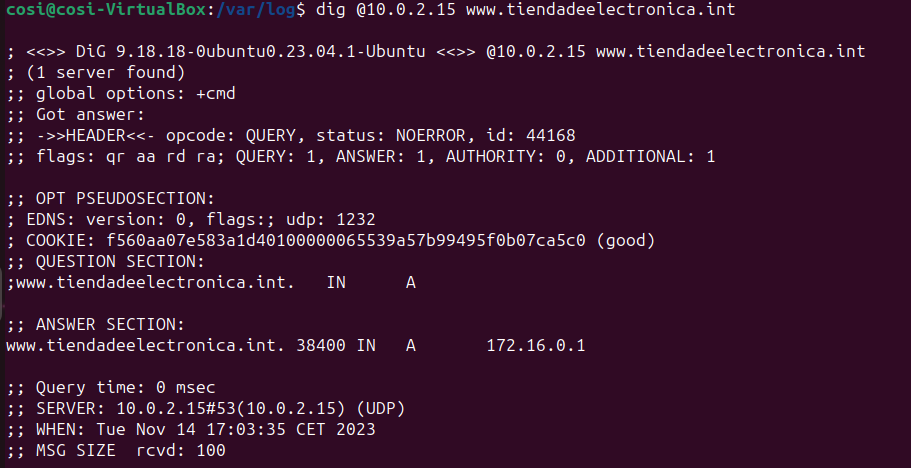 cosi@cosi-VirtualBox:/var/log$ dig @10.0.2.15 www.tiendadeelectronica.int

; <<>> DiG 9.18.18-0ubuntu0.23.04.1-Ubuntu <<>> @10.0.2.15 www.tiendadeelectronica.int
; (1 server found)
;; global options: +cmd
;; Got answer:
;; ->>HEADER<<- opcode: QUERY, status: NOERROR, id: 44168
;; flags: qr aa rd ra; QUERY: 1, ANSWER: 1, AUTHORITY: 0, ADDITIONAL: 1

;; OPT PSEUDOSECTION:
; EDNS: version: 0, flags:; udp: 1232
; COOKIE: f560aa07e583a1d40100000065539a57b99495f0b07ca5c0 (good)
;; QUESTION SECTION:
;www.tiendadeelectronica.int.   IN      A

;; ANSWER SECTION:
www.tiendadeelectronica.int. 38400 IN   A       172.16.0.1

;; Query time: 0 msec
;; SERVER: 10.0.2.15#53(10.0.2.15) (UDP)
;; WHEN: Tue Nov 14 17:03:35 CET 2023
;; MSG SIZE  rcvd: 100